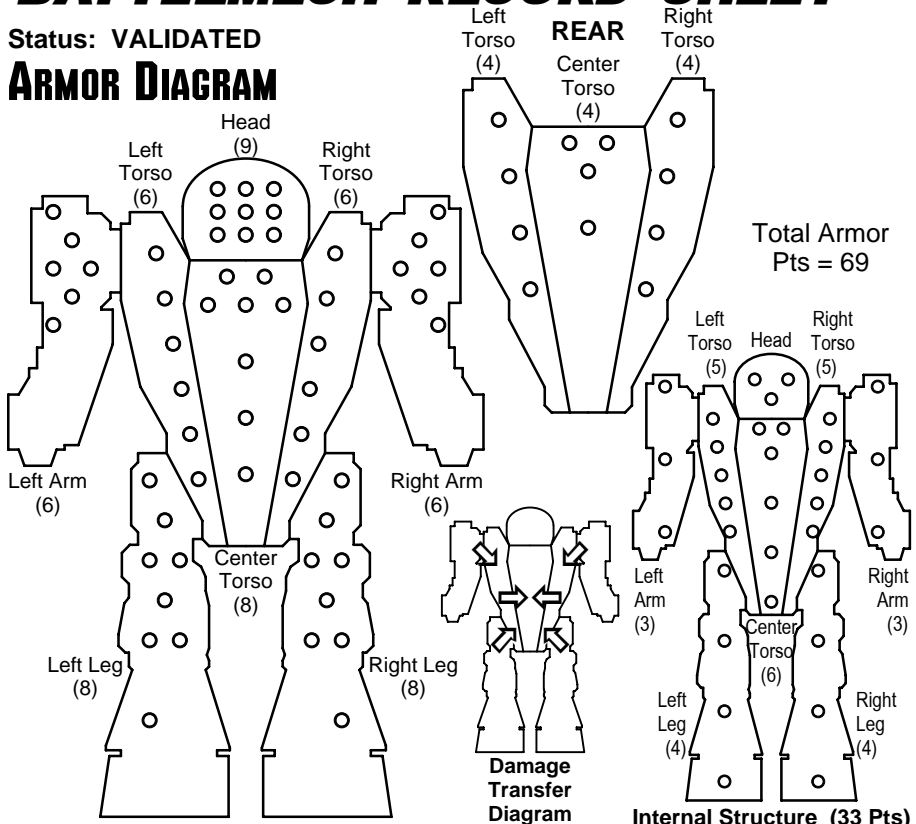 BATTLEMECH RECORD SHEET
Status: VALIDATED
ARMOR DIAGRAM
Left
Torso
(4)
REAR
Center
Torso
(4)
Right
Torso
(4)
Head
(9)
Left
Torso
(6)
Right
Torso
(6)
Total Armor
Pts = 69
Left Arm
(6)
Right Arm
(6)
Center
Torso
(8)
Left Leg
(8)
Right Leg
(8)
Damage
Transfer
Diagram
Left
Torso
(5)
Head
Right
Torso
(5)
Left
Arm
(3)
Right
Arm
(3)
Center
Torso
(6)
Left
Leg
(4)
Right
Leg
(4)
Internal Structure (33 Pts)